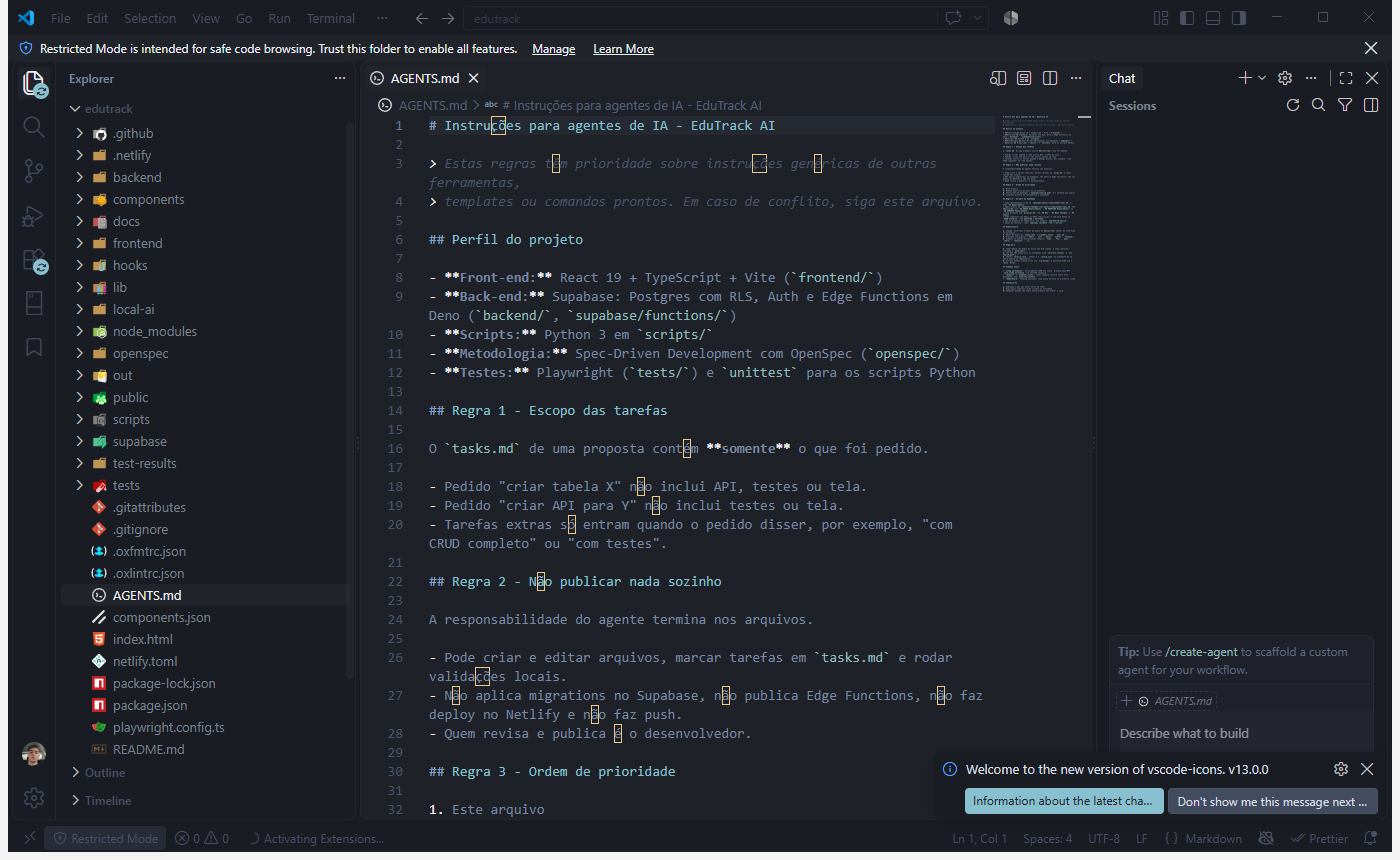 File Edit Selection View Go Run Terminal ··· edutrack
Restricted Mode is intended for safe code browsing. Trust this folder to enable all features. Manage Learn More
Explorer ···
edutrack
.github
.netlify
backend
components
docs
frontend
hooks
lib
local-ai
node_modules
openspec
out
public
scripts
supabase
test-results
tests
.gitattributes
.gitignore
.oxfmtrc.json
.oxlintrc.json
AGENTS.md
components.json
index.html
netlify.toml
package-lock.json
package.json
playwright.config.ts
README.md
Outline
Timeline
AGENTS.md
AGENTS.md > abc # Instruções para agentes de IA - EduTrack AI
1 # Instruções para agentes de IA - EduTrack AI
2
3 > Estas regras têm prioridade sobre instruções genéricas de outras
ferramentas,
4 > templates ou comandos prontos. Em caso de conflito, siga este arquivo.
5
6 ## Perfil do projeto
7
8 - **Front-end:** React 19 + TypeScript + Vite (`frontend/`)
9 - **Back-end:** Supabase: Postgres com RLS, Auth e Edge Functions em
Deno (`backend/`, `supabase/functions/`)
10 - **Scripts:** Python 3 em `scripts/`
11 - **Metodologia:** Spec-Driven Development com OpenSpec (`openspec/`)
12 - **Testes:** Playwright (`tests/`) e `unittest` para os scripts Python
13
14 ## Regra 1 - Escopo das tarefas
15
16 O `tasks.md` de uma proposta contém **somente** o que foi pedido.
17
18 - Pedido "criar tabela X" não inclui API, testes ou tela.
19 - Pedido "criar API para Y" não inclui testes ou tela.
20 - Tarefas extras só entram quando o pedido disser, por exemplo, "com
CRUD completo" ou "com testes".
21
22 ## Regra 2 - Não publicar nada sozinho
23
24 A responsabilidade do agente termina nos arquivos.
25
26 - Pode criar e editar arquivos, marcar tarefas em `tasks.md` e rodar
validações locais.
27 - Não aplica migrations no Supabase, não publica Edge Functions, não faz
deploy no Netlify e não faz push.
28 - Quem revisa e publica é o desenvolvedor.
29
30 ## Regra 3 - Ordem de prioridade
31
32 1. Este arquivo
Chat
Sessions
Tip: Use /create-agent to scaffold a custom
agent for your workflow.
AGENTS.md
Describe what to build
Welcome to the new version of vscode-icons. v13.0.0
Information about the latest cha... Don't show me this message next ...
Restricted Mode 0 0 Activating Extensions... Ln 1, Col 1 Spaces: 4 UTF-8 LF { } Markdown Prettier